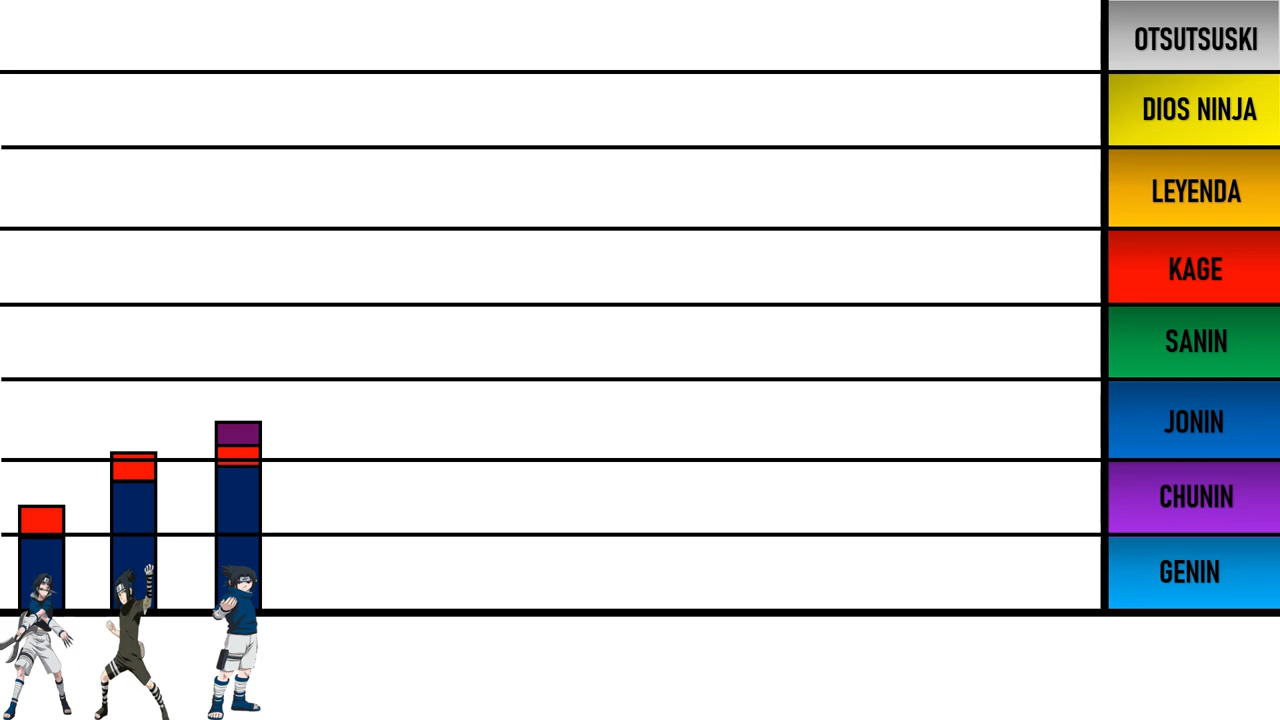 OTSUTSUSKI
DIOS NINJA
LEYENDA
KAGE
SANIN
JONIN
CHUNIN
GENIN